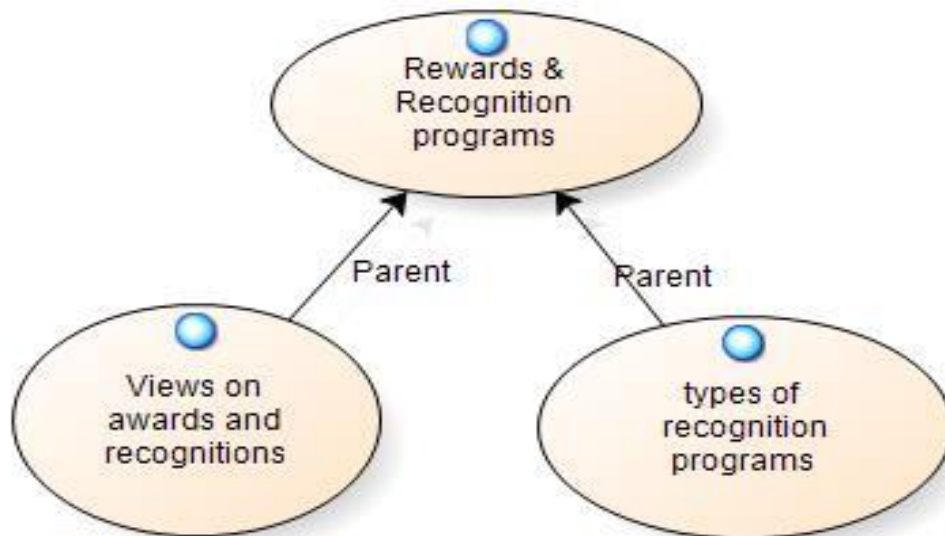 Rewards &
Recognition
programs
Parent
Parent
Views on
awards and
recognitions
types of
recognition
programs